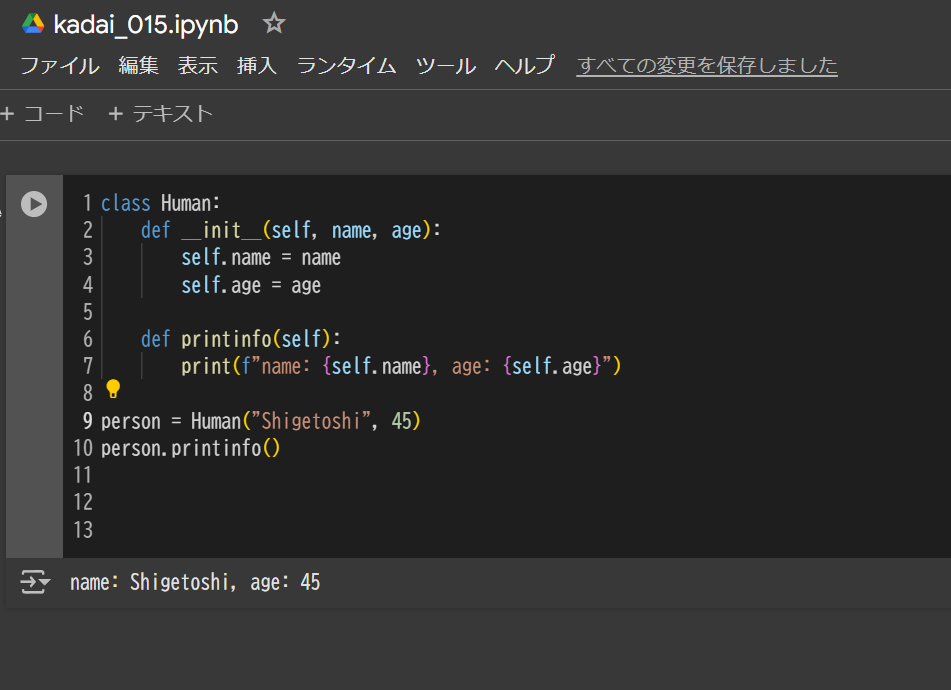 kadai_015.ipynb
ファイル 編集 表示 挿入 ランタイム ツール ヘルプ すべての変更を保存しました
+ コード + テキスト
1 class Human:
2     def __init__(self, name, age):
3         self.name = name
4         self.age = age
5
6     def printinfo(self):
7         print(f"name: {self.name}, age: {self.age}")
8
9 person = Human("Shigetoshi", 45)
10 person.printinfo()
11
12
13
name: Shigetoshi, age: 45